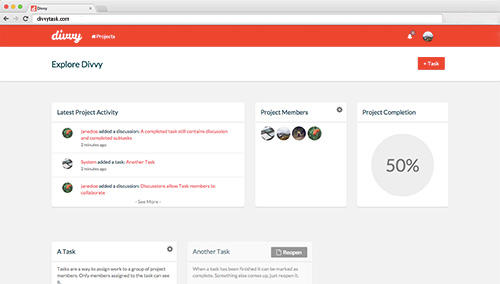 Divvy
divvytask.com
divvy
Projects
Explore Divvy
+ Task
Latest Project Activity
janedoe added a discussion: A completed task still contains discussion
and completed subtasks
2 minutes ago
System added a task: Another Task
2 minutes ago
janedoe added a discussion: Discussions allow Task members to
collaborate
- See More -
Project Members
Project Completion
50%
A Task
Tasks are a way to assign work to a group of project
members. Only members assigned to the task can see
it.
Another Task
Reopen
When a task has been finished it can be marked as
complete. Something else comes up, just reopen it.